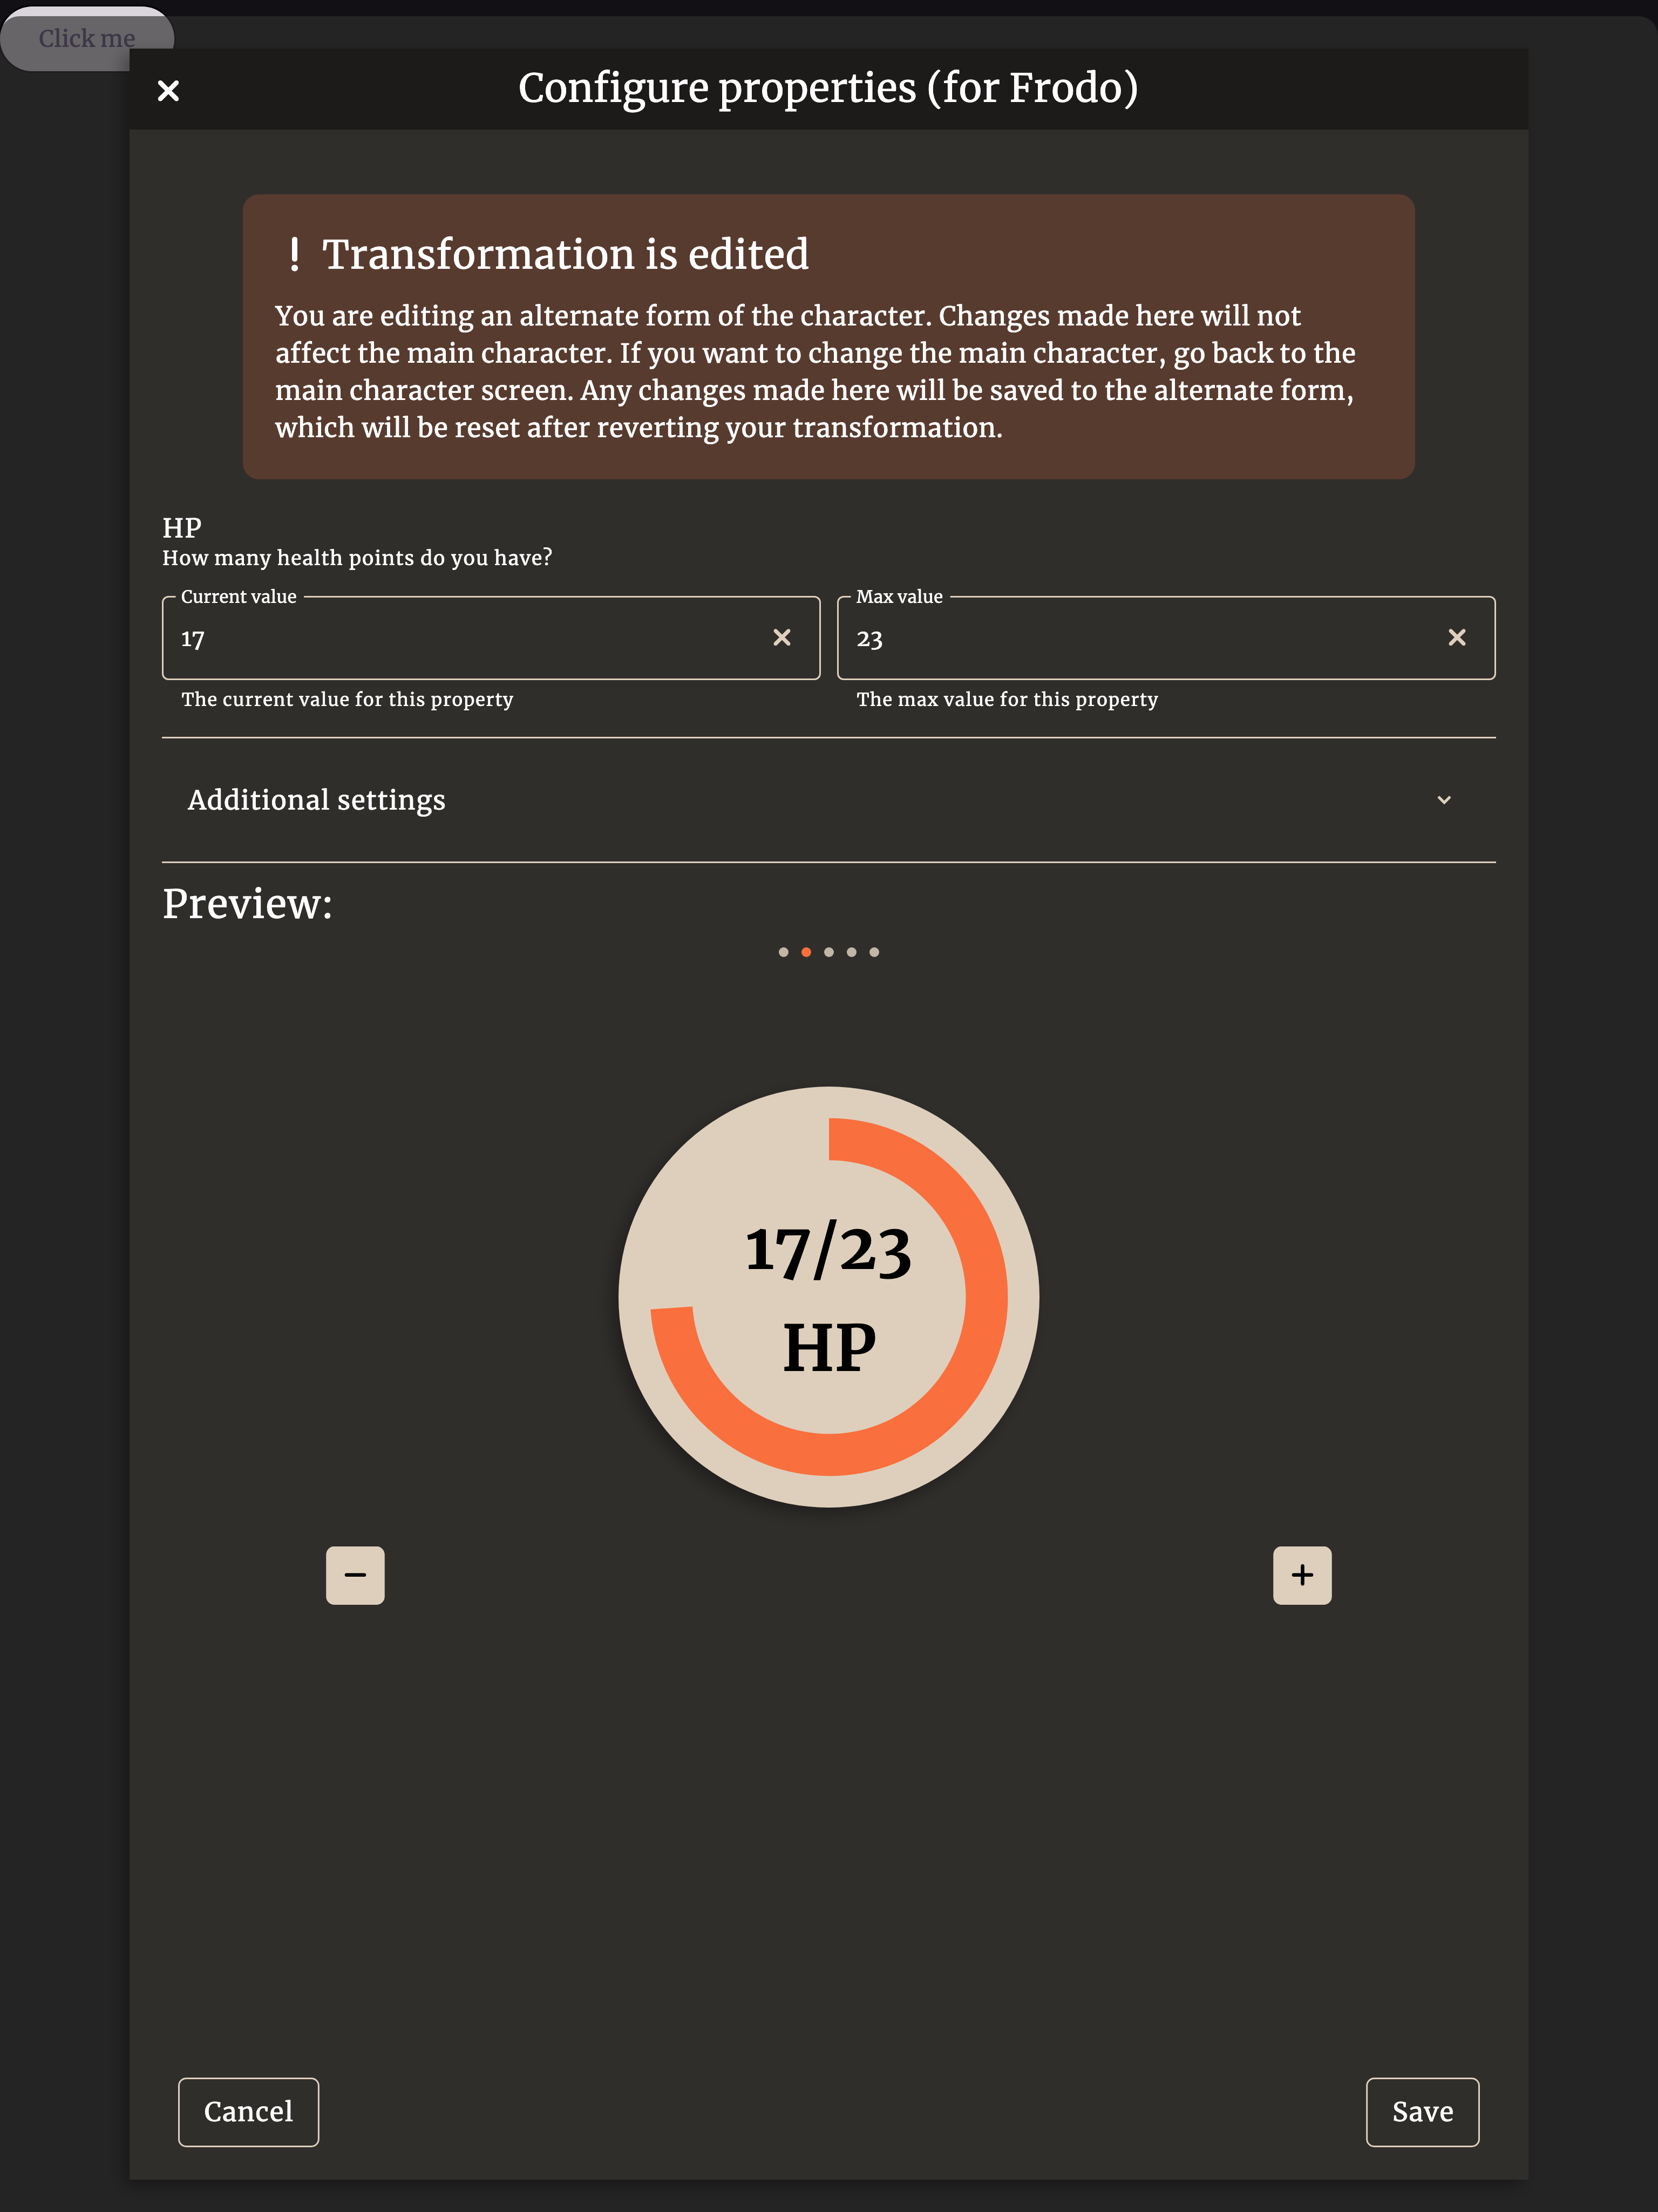 Click me
Configure properties (for Frodo)
! Transformation is edited
You are editing an alternate form of the character. Changes made here will not
affect the main character. If you want to change the main character, go back to the
main character screen. Any changes made here will be saved to the alternate form,
which will be reset after reverting your transformation.
HP
How many health points do you have?
Current value
17
The current value for this property
Max value
23
The max value for this property
Additional settings
Preview:
17/23
HP
Cancel
Save